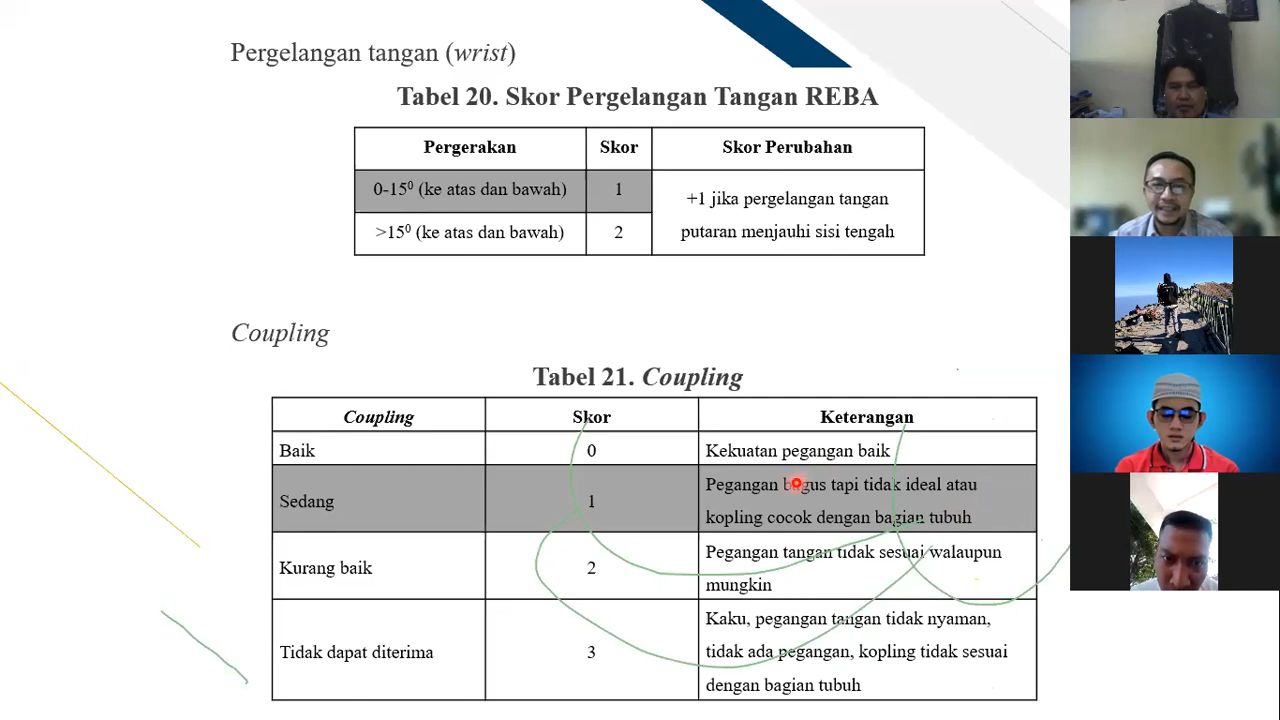 Pergelangan tangan (wrist)
Tabel 20. Skor Pergelangan Tangan REBA
Pergerakan Skor Skor Perubahan
0-15⁰ (ke atas dan bawah) 1
+1 jika pergelangan tangan
>15⁰ (ke atas dan bawah) 2
putaran menjauhi sisi tengah
Coupling
Tabel 21. Coupling
Coupling Skor Keterangan
Baik 0 Kekuatan pegangan baik
Sedang 1 Pegangan bagus tapi tidak ideal atau
kopling cocok dengan bagian tubuh
Kurang baik 2 Pegangan tangan tidak sesuai walaupun
mungkin
Tidak dapat diterima 3 Kaku, pegangan tangan tidak nyaman,
tidak ada pegangan, kopling tidak sesuai
dengan bagian tubuh